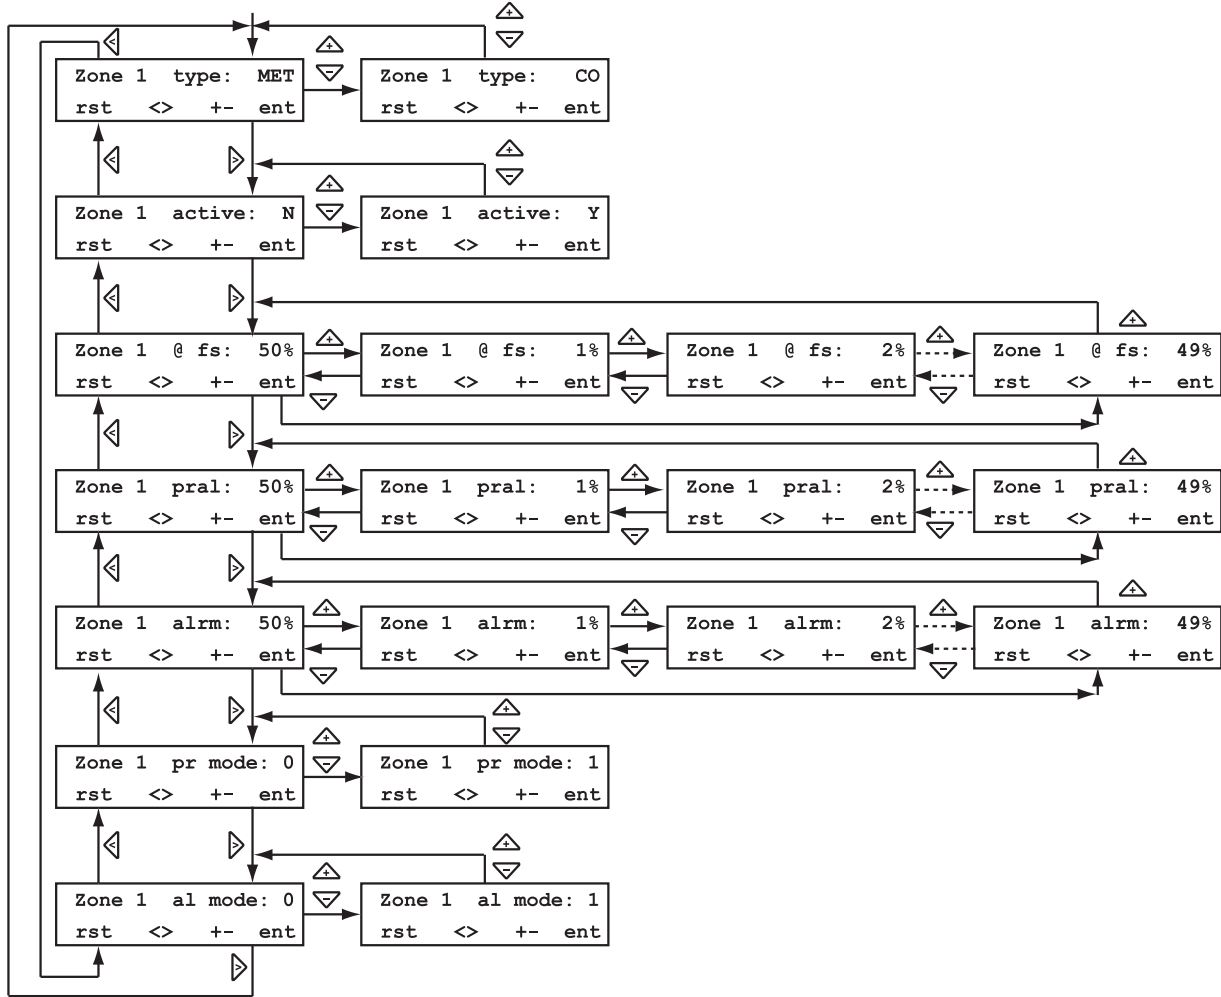 Zone 1 type: MET
rst <> +- ent
Zone 1 type: CO
rst <> +- ent
Zone 1 active: N
rst <> +- ent
Zone 1 active: Y
rst <> +- ent
Zone 1 @ fs: 50%
rst <> +- ent
Zone 1 @ fs: 1%
rst <> +- ent
Zone 1 @ fs: 2%
rst <> +- ent
Zone 1 @ fs: 49%
rst <> +- ent
Zone 1 pral: 50%
rst <> +- ent
Zone 1 pral: 1%
rst <> +- ent
Zone 1 pral: 2%
rst <> +- ent
Zone 1 pral: 49%
rst <> +- ent
Zone 1 alrm: 50%
rst <> +- ent
Zone 1 alrm: 1%
rst <> +- ent
Zone 1 alrm: 2%
rst <> +- ent
Zone 1 alrm: 49%
rst <> +- ent
Zone 1 pr mode: 0
rst <> +- ent
Zone 1 pr mode: 1
rst <> +- ent
Zone 1 al mode: 0
rst <> +- ent
Zone 1 al mode: 1
rst <> +- ent